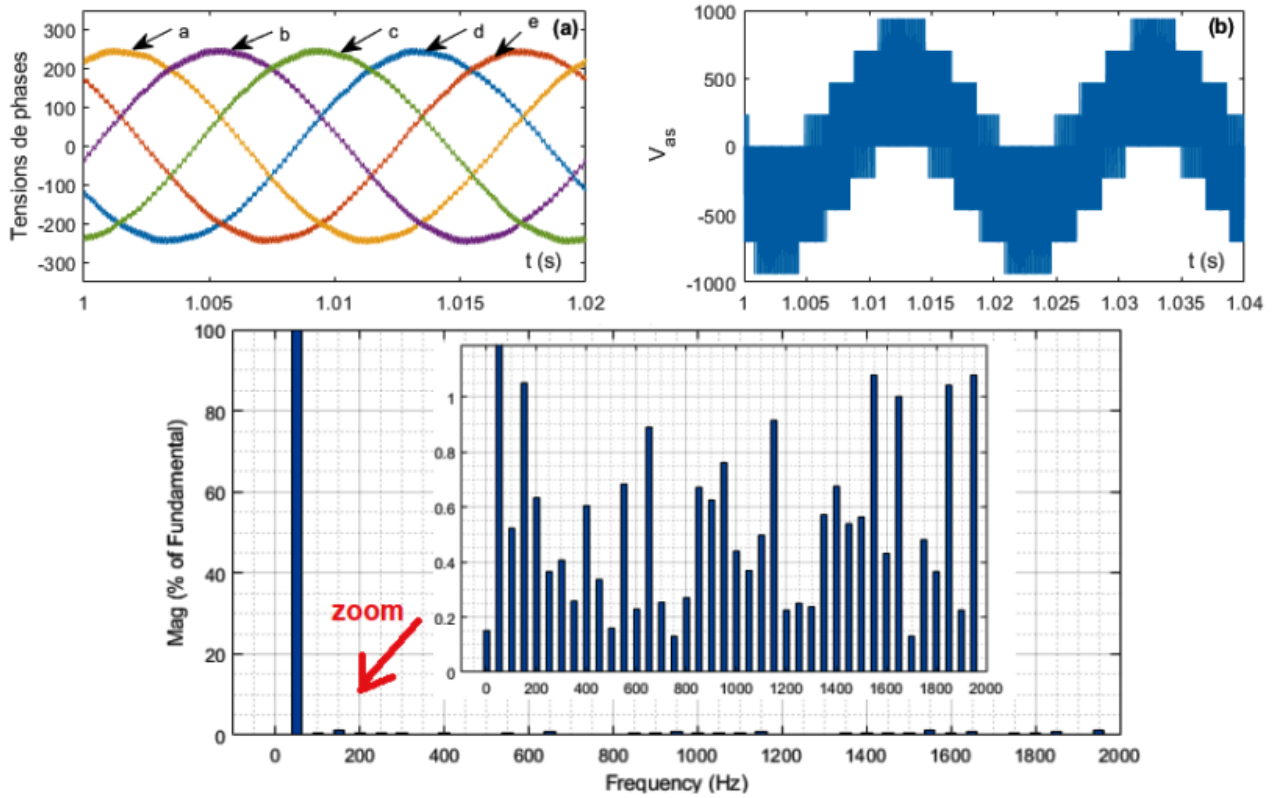 300
200
100
0
-100
-200
-300
Tensions de phases
a
b
c
d
e
(a)
t (s)
1 1.005 1.01 1.015 1.02
1000
500
0
-500
-1000
Vas
(b)
t (s)
1 1.005 1.01 1.015 1.02 1.025 1.03 1.035 1.04
100
80
60
40
20
0
Mag (% of Fundamental)
zoom
1
0.8
0.6
0.4
0.2
0
0 200 400 600 800 1000 1200 1400 1600 1800 2000
0 200 400 600 800 1000 1200 1400 1600 1800 2000
Frequency (Hz)